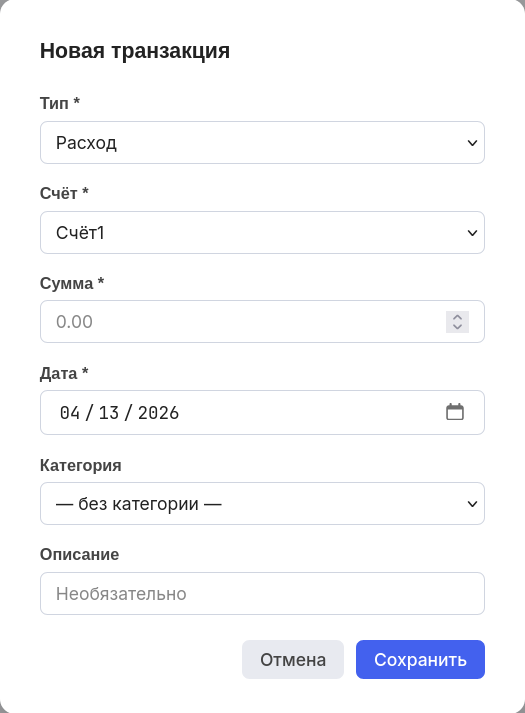 Новая транзакция
Тип *
Расход
Счёт *
Счёт1
Сумма *
0.00
Дата *
04 / 13 / 2026
Категория
— без категории —
Описание
Необязательно
Отмена Сохранить